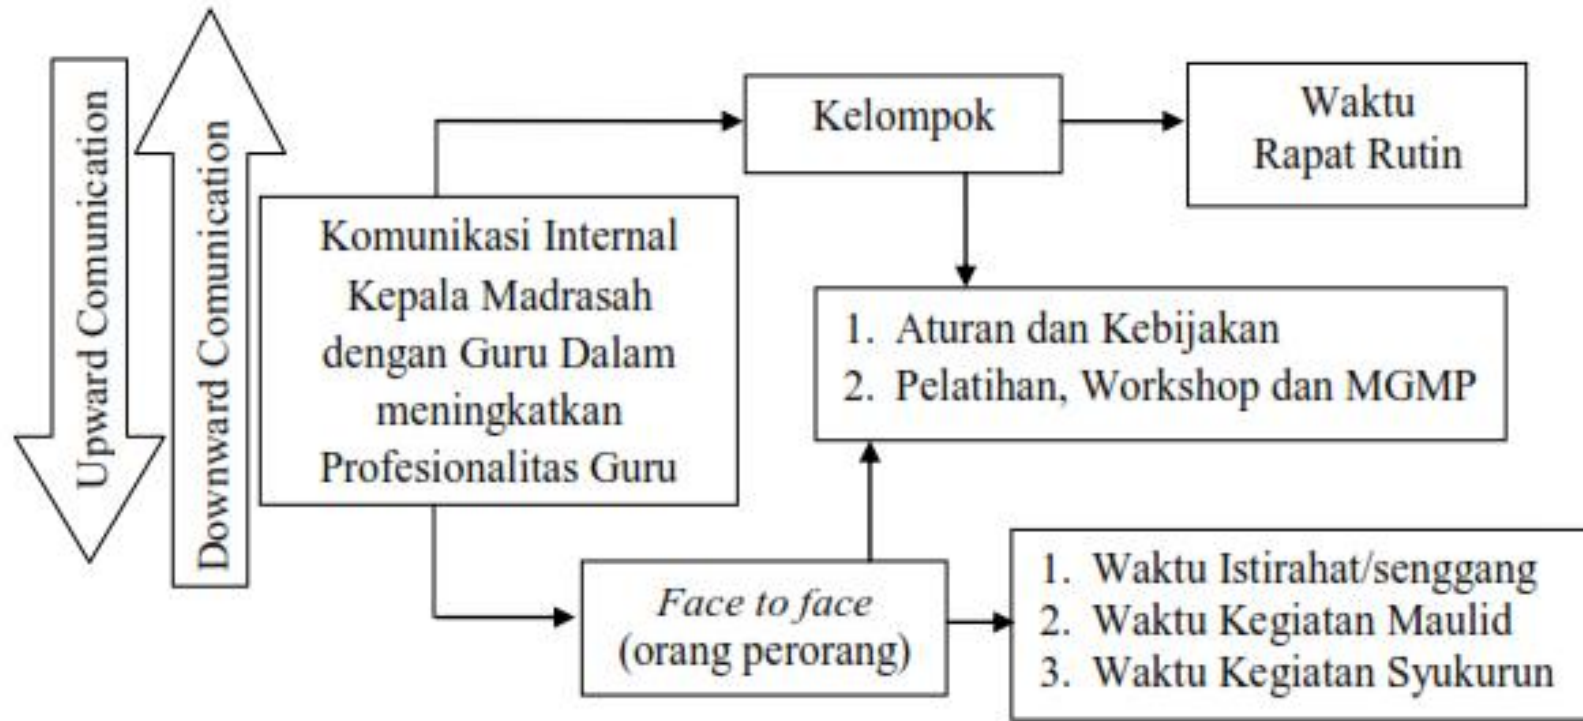 Upward Comunication
Downward Comunication
Komunikasi Internal
Kepala Madrasah
dengan Guru Dalam
meningkatkan
Profesionalitas Guru
Kelompok
Waktu
Rapat Rutin
1. Aturan dan Kebijakan
2. Pelatihan, Workshop dan MGMP
Face to face
(orang perorang)
1. Waktu Istirahat/senggang
2. Waktu Kegiatan Maulid
3. Waktu Kegiatan Syukurun